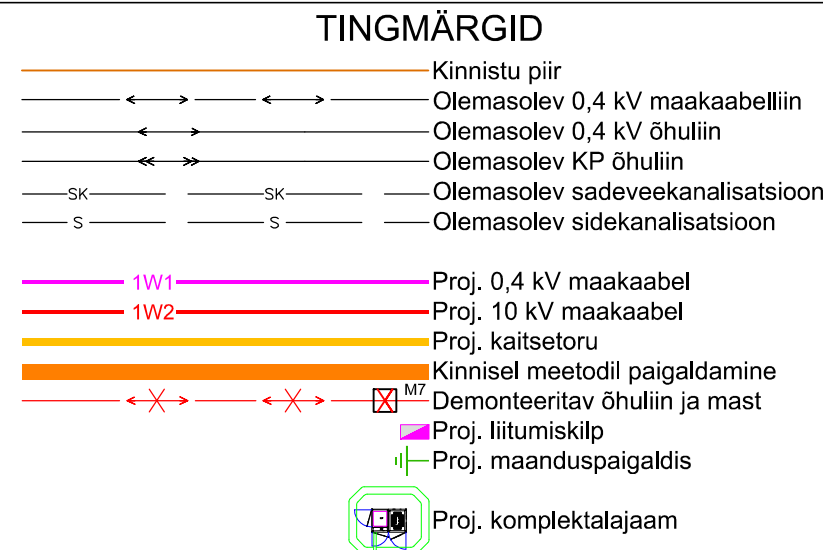 TINGMÄRGID
Kinnistu piir
Olemasolev 0,4 kV maakaabelliin
Olemasolev 0,4 kV õhuliin
Olemasolev KP õhuliin
SK SK Olemasolev sadeveekanalisatsioon
S S Olemasolev sidekanalisatsioon
1W1 Proj. 0,4 kV maakaabel
1W2 Proj. 10 kV maakaabel
Proj. kaitsetoru
Kinnisel meetodil paigaldamine
M7 Demonteeritav õhuliin ja mast
Proj. liitumiskilp
Proj. maanduspaigaldis
Proj. komplektalajaam